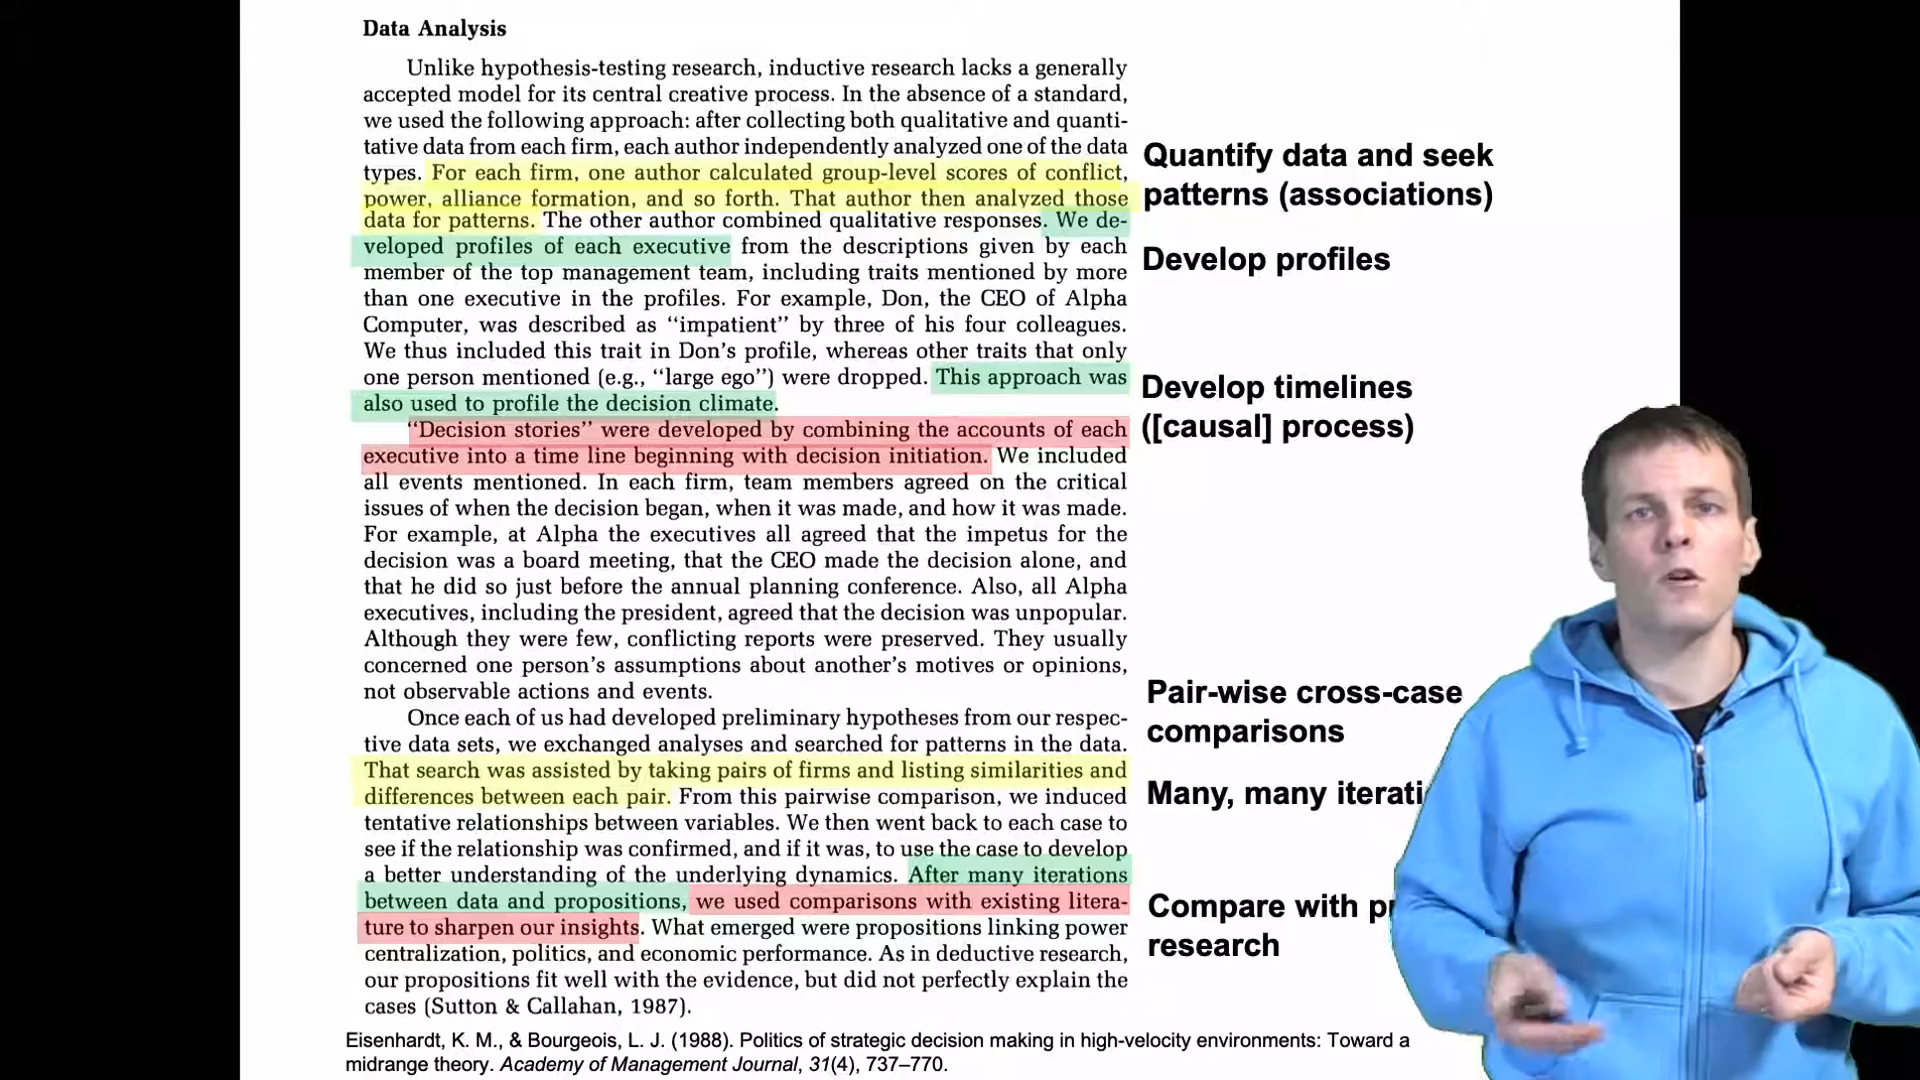 Data Analysis
Unlike hypothesis-testing research, inductive research lacks a generally
accepted model for its central creative process. In the absence of a standard,
we used the following approach: after collecting both qualitative and quanti-
tative data from each firm, each author independently analyzed one of the data
types. For each firm, one author calculated group-level scores of conflict,
power, alliance formation, and so forth. That author then analyzed those
data for patterns. The other author combined qualitative responses. We de-
veloped profiles of each executive from the descriptions given by each
member of the top management team, including traits mentioned by more
than one executive in the profiles. For example, Don, the CEO of Alpha
Computer, was described as “impatient” by three of his four colleagues.
We thus included this trait in Don’s profile, whereas other traits that only
one person mentioned (e.g., “large ego”) were dropped. This approach was
also used to profile the decision climate.
“Decision stories” were developed by combining the accounts of each
executive into a time line beginning with decision initiation. We included
all events mentioned. In each firm, team members agreed on the critical
issues of when the decision began, when it was made, and how it was made.
For example, at Alpha the executives all agreed that the impetus for the
decision was a board meeting, that the CEO made the decision alone, and
that he did so just before the annual planning conference. Also, all Alpha
executives, including the president, agreed that the decision was unpopular.
Although they were few, conflicting reports were preserved. They usually
concerned one person’s assumptions about another’s motives or opinions,
not observable actions and events.
Once each of us had developed preliminary hypotheses from our respec-
tive data sets, we exchanged analyses and searched for patterns in the data.
That search was assisted by taking pairs of firms and listing similarities and
differences between each pair. From this pairwise comparison, we induced
tentative relationships between variables. We then went back to each case to
see if the relationship was confirmed, and if it was, to use the case to develop
a better understanding of the underlying dynamics. After many iterations
between data and propositions, we used comparisons with existing litera-
ture to sharpen our insights. What emerged were propositions linking power
centralization, politics, and economic performance. As in deductive research,
our propositions fit well with the evidence, but did not perfectly explain the
cases (Sutton & Callahan, 1987).
Quantify data and seek
patterns (associations)
Develop profiles
Develop timelines
([causal] process)
Pair-wise cross-case
comparisons
Many, many
Compare with
research
Eisenhardt, K. M., & Bourgeois, L. J. (1988). Politics of strategic decision making in high-velocity environments: Toward a
midrange theory. Academy of Management Journal, 31(4), 737–770.